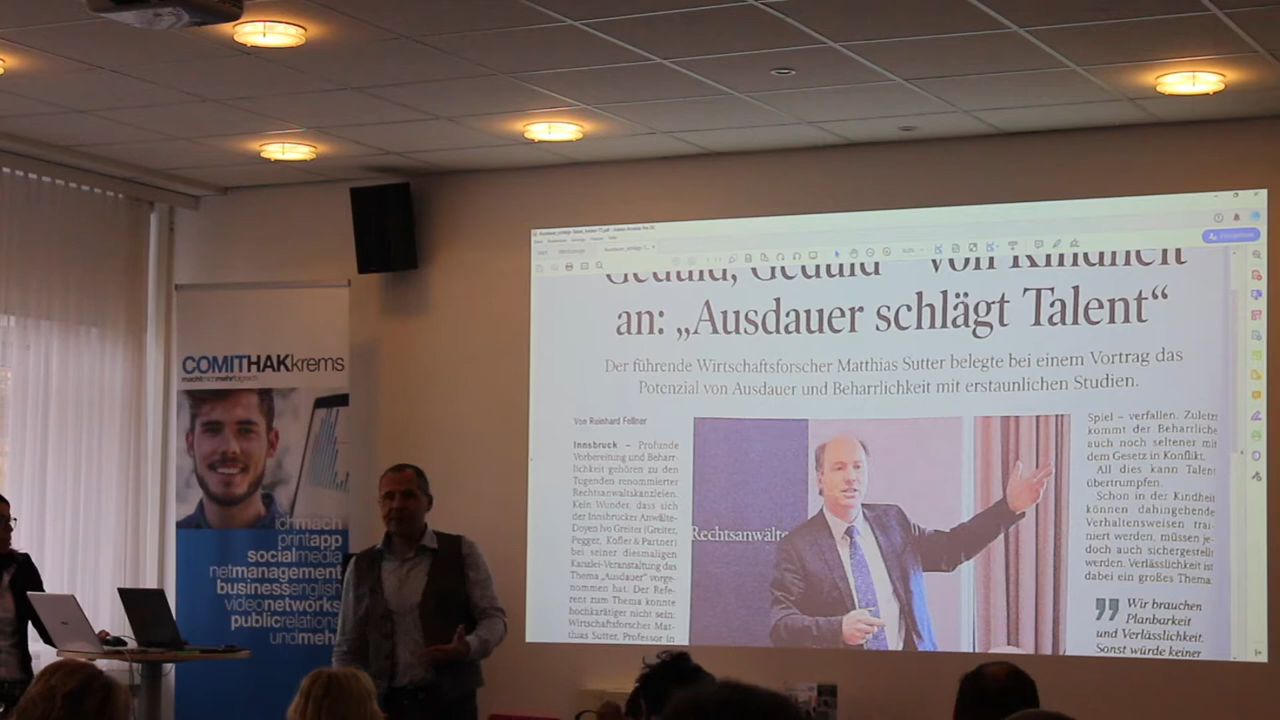 COMITHAKkrems
machtmichmehrfolgreich
ichmach
printapp
socialmedia
netmanagement
businessenglish
videonetworks
publicrelations
undmehr
Geduld, Geduld von Kindheit
an: „Ausdauer schlägt Talent“
Der führende Wirtschaftsforscher Matthias Sutter belegte bei einem Vortrag das
Potenzial von Ausdauer und Beharrlichkeit mit erstaunlichen Studien.
Von Reinhard Fellner
Innsbruck – Profunde
Vorbereitung und Beharr-
lichkeit gehören zu den
Tugenden renommierter
Rechtsanwaltskanzleien.
Kein Wunder, dass sich
der Innsbrucker Anwälte-
Doyen Ivo Greiter (Greiter,
Pegger, Kofler & Partner)
bei seiner diesmaligen
Kanzlei-Veranstaltung das
Thema „Ausdauer“ vorge-
nommen hat. Der Refe-
rent zum Thema konnte
hochkarätiger nicht sein:
Wirtschaftsforscher Mat-
thias Sutter, Professor in
Rechtsanwälte
Spiel – verfallen. Zuletzt
kommt der Beharrliche
auch noch seltener mit
dem Gesetz in Konflikt.
All dies kann Talent
übertrumpfen.
Schon in der Kindheit
können dahingehende
Verhaltensweisen trai-
niert werden, müssen je-
doch auch sichergestellt
werden. Verlässlichkeit ist
dabei ein großes Thema.
Wir brauchen
Planbarkeit
und Verlässlichkeit.
Sonst würde keiner